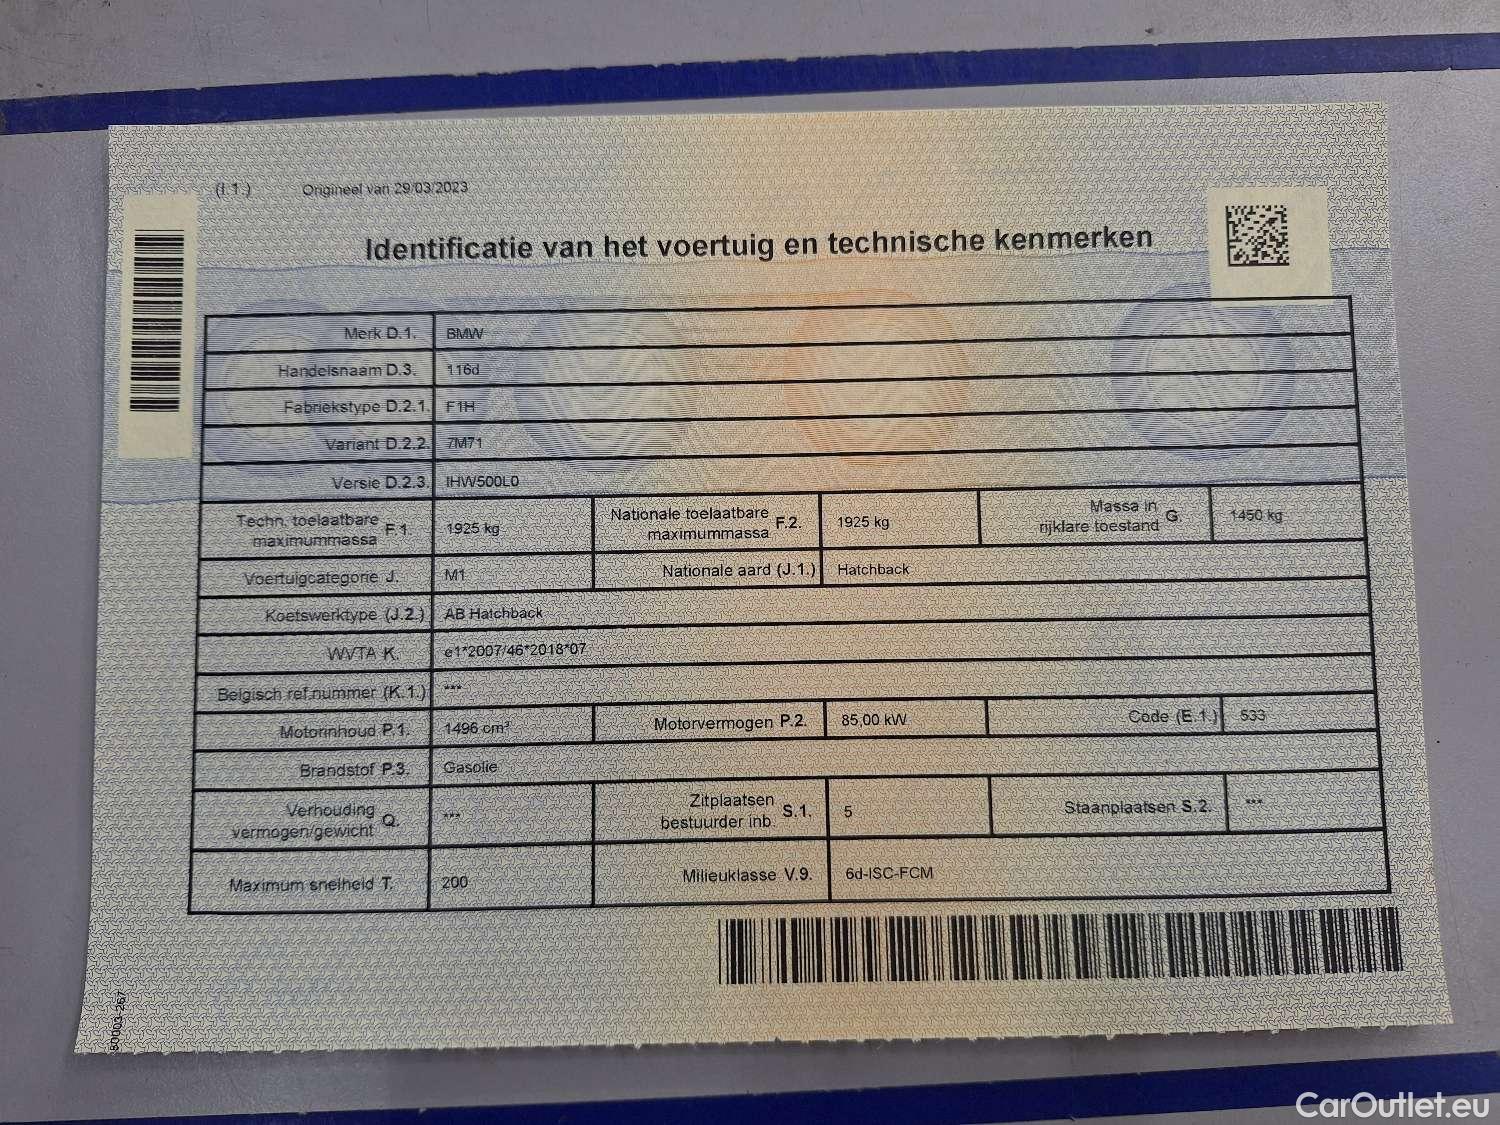 (I.1.) Origineel van 29/03/2023
Identificatie van het voertuig en technische kenmerken
Merk D.1. BMW
Handelsnaam D.3. 116d
Fabriekstype D.2.1. F1H
Variant D.2.2. 7M71
Versie D.2.3. IHW500L0
Techn. toelaatbare maximummassa F.1. 1925 kg Nationale toelaatbare maximummassa F.2. 1925 kg Massa in rijklare toestand G. 1450 kg
Voertuigcategorie J. M1 Nationale aard (J.1.) Hatchback
Koetswerktype (J.2.) AB Hatchback
WVTA K. e1*2007/46*2018*07
Belgisch ref.nummer (K.1.) ***
Motorinhoud P.1. 1496 cm³ Motorvermogen P.2. 85,00 kW Code (E.1.) 533
Brandstof P.3. Gasolie
Verhouding vermogen/gewicht Q. *** Zitplaatsen bestuurder inb. S.1. 5 Staanplaatsen S.2. ***
Maximum snelheid T. 200 Milieuklasse V.9. 6d-ISC-FCM
80003-267
CarOutlet.eu